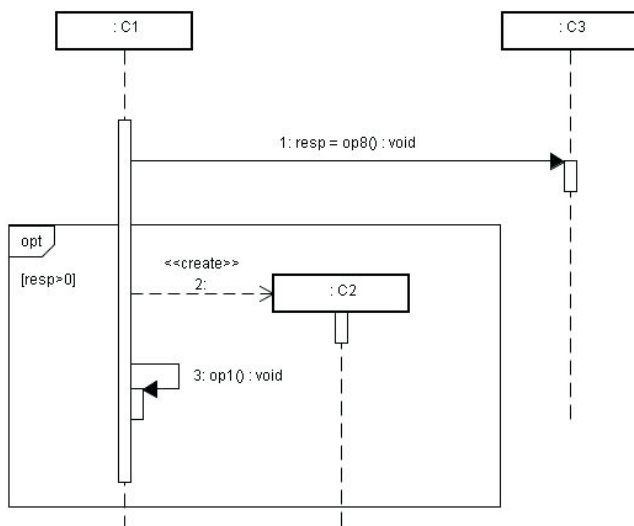 : C1
: C3
1: resp = op8() : void
opt
[resp>0]
<<create>>
2:
: C2
3: op1() : void